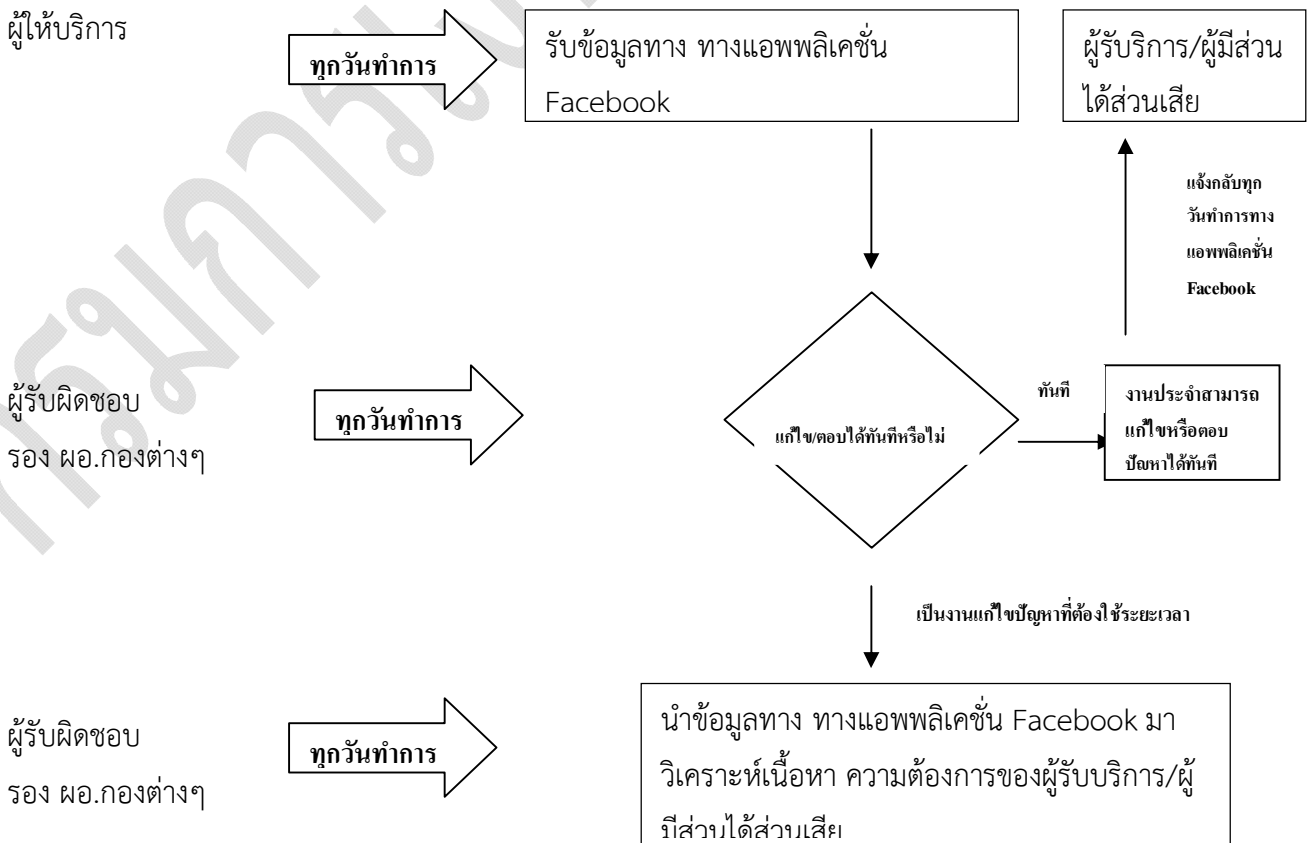 ผู้ให้บริการ
ทุกวันทำการ
รับข้อมูลทาง ทางแอพพลิเคชั่น
Facebook
ผู้รับริการ/ผู้มีส่วน
ได้ส่วนเสีย
แจ้งกลับทุก
วันทำการทาง
แอพพลิเคชั่น
Facebook
ผู้รับผิดชอบ
รอง ผอ.กองต่างๆ
ทุกวันทำการ
แก้ไข/ตอบได้ทันทีหรือไม่
ทันที
งานประจำสามารถ
แก้ไขหรือตอบ
ปัญหาได้ทันที
เป็นงานแก้ไขปัญหาที่ต้องใช้ระยะเวลา
ผู้รับผิดชอบ
รอง ผอ.กองต่างๆ
ทุกวันทำการ
นำข้อมูลทาง ทางแอพพลิเคชั่น Facebook มา
วิเคราะห์เนื้อหา ความต้องการของผู้รับบริการ/ผู้
มีส่วนได้ส่วนเสีย